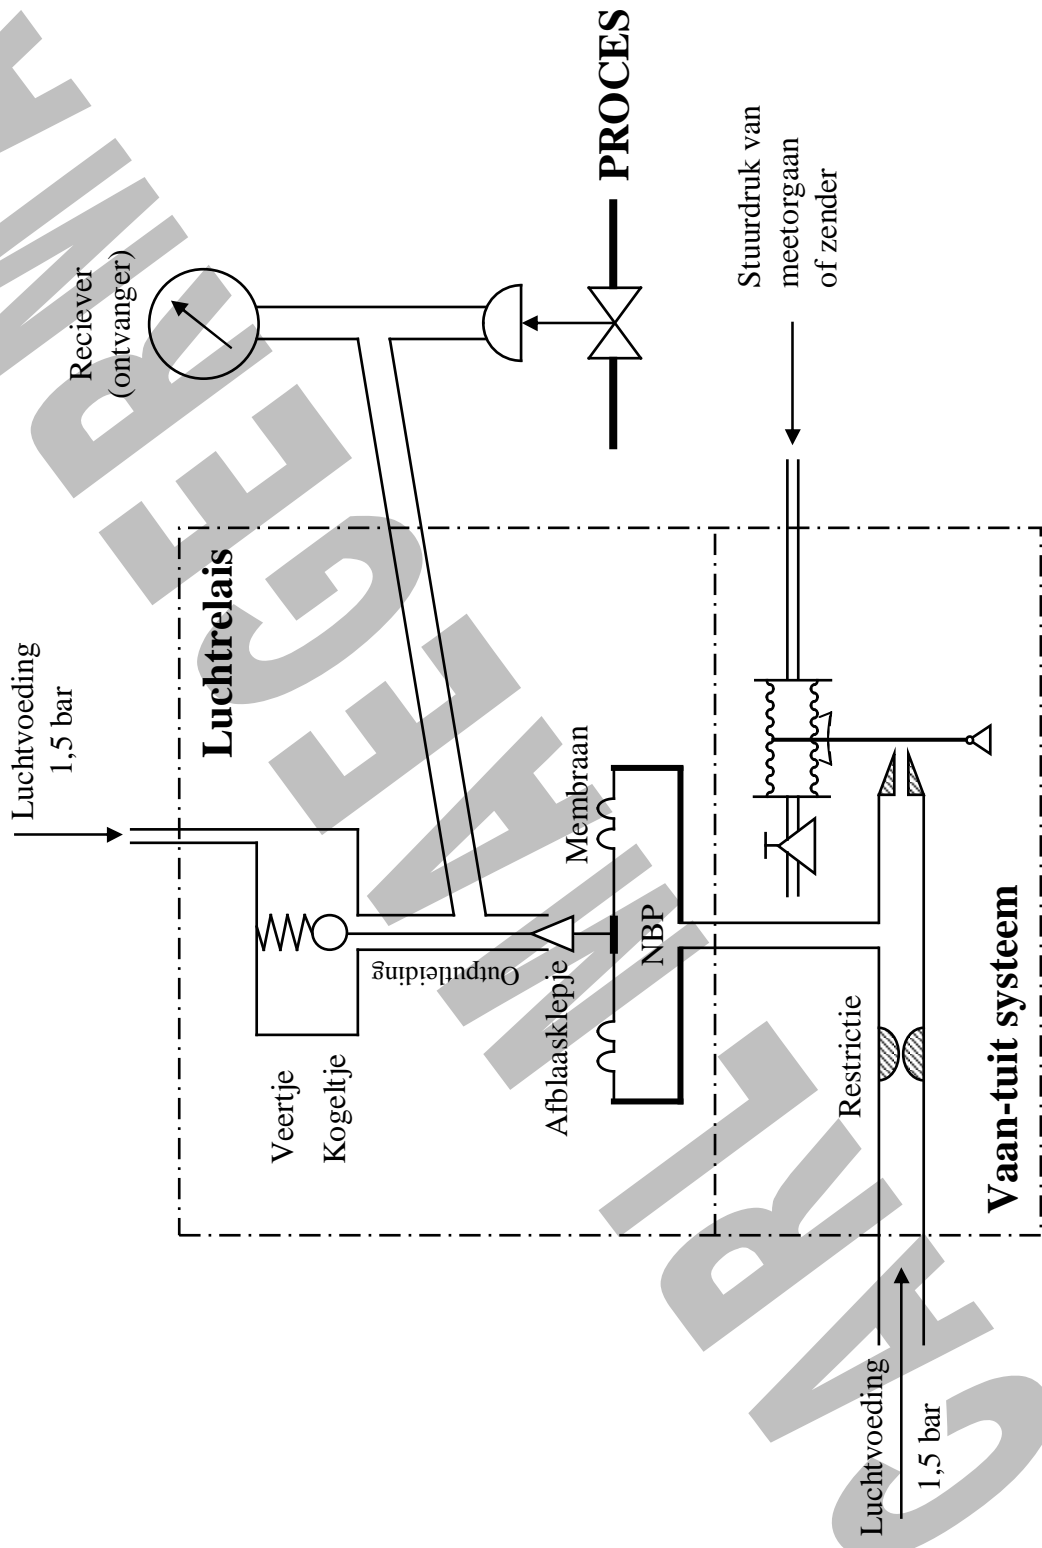 Luchtvoeding
1,5 bar
Reciever
(ontvanger)
PROCES
Stuurdruk van
meetorgaan
of zender
Luchtrelais
Membraan
NBP
Outputleiding
Veertje
Kogeltje
Afblaasklepje
Restrictie
Vaan-tuit systeem
Luchtvoeding
1,5 bar